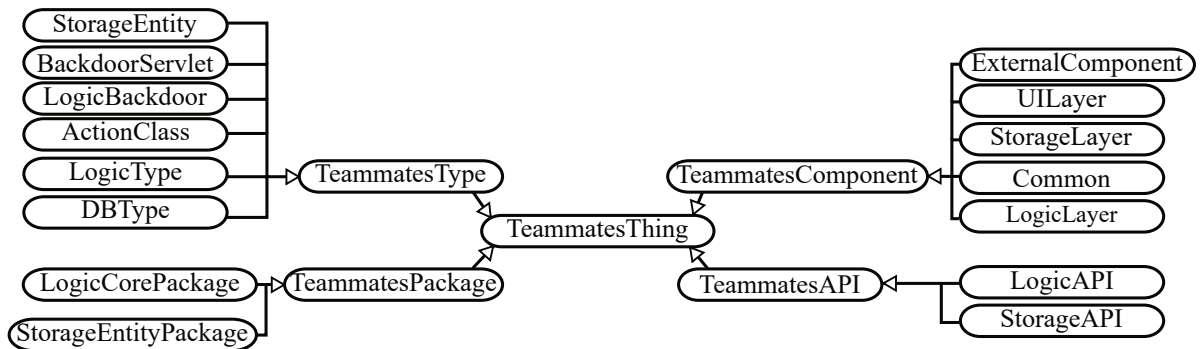 StorageEntity
BackdoorServlet
LogicBackdoor
ActionClass
LogicType
DBType
TeammatesType
LogicCorePackage
StorageEntityPackage
TeammatesPackage
TeammatesThing
TeammatesComponent
ExternalComponent
UILayer
StorageLayer
Common
LogicLayer
TeammatesAPI
LogicAPI
StorageAPI